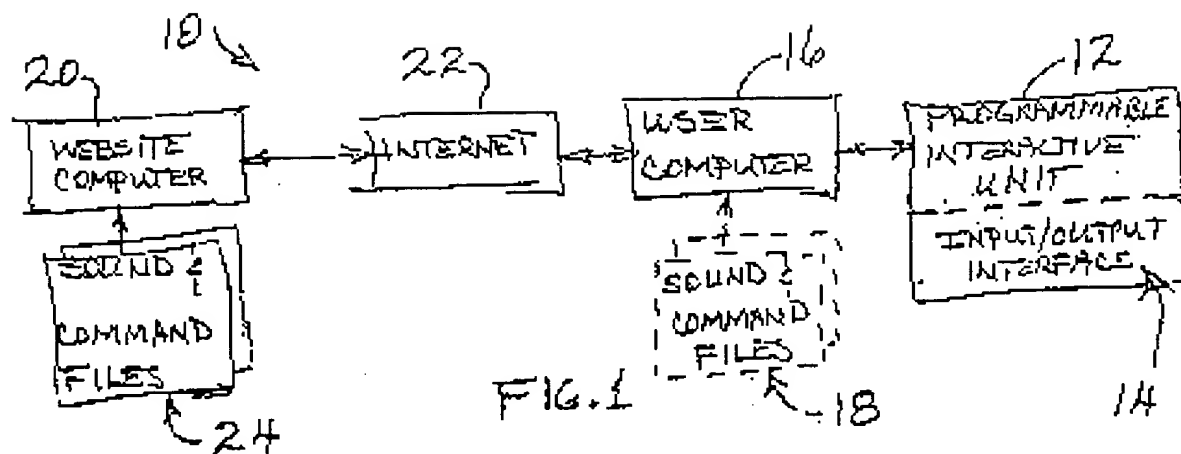 10
20
22
16
12
WEBSITE
COMPUTER
INTERNET
USER
COMPUTER
PROGRAMMABLE
INTERACTIVE
UNIT
INPUT/OUTPUT
INTERFACE
SOUND &
COMMAND
FILES
SOUND &
COMMAND
FILES
FIG. 1
24
18
14